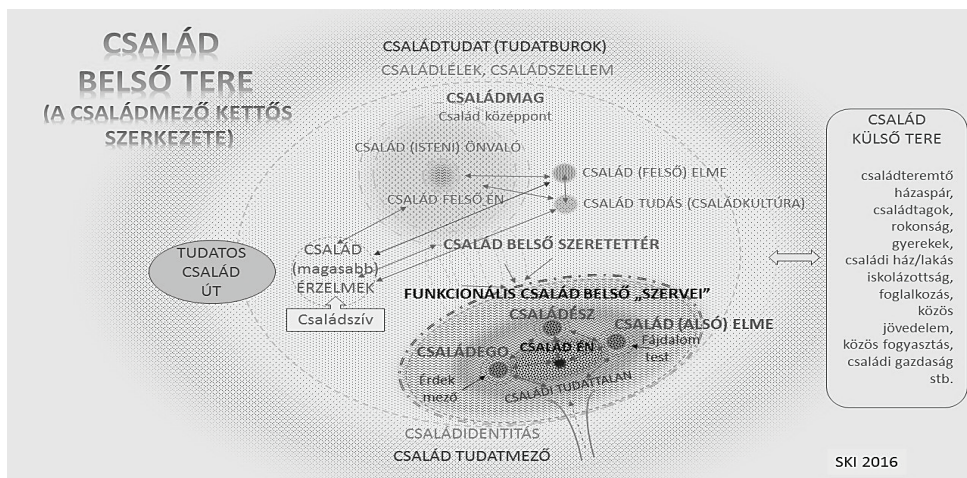 CSALÁD
BELSŐ TERE
(A CSALÁDMEZŐ KETTŐS
SZERKEZETE)
CSALÁDTUDAT (TUDATBUROK)
CSALÁDLÉLEK, CSALÁDSZELLEM
CSALÁDMAG
Család középpont
CSALÁD (ISTENI) ÖNVALÓ
CSALÁD FELSŐ ÉN
CSALÁD (FELSŐ) ELME
CSALÁD TUDÁS (CSALÁDKULTÚRA)
CSALÁD BELSŐ SZERETETTÉR
CSALÁD
(magasabb)
ÉRZELMEK
Családszív
TUDATOS
CSALÁD
ÚT
FUNKCIONÁLIS CSALÁD BELSŐ „SZERVEI”
CSALÁDÉSZ
CSALÁD (ALSÓ) ELME
Fájdalom
test
CSALÁD ÉN
CSALÁDEGO
Érdek
mező
CSALÁDI TUDATTALAN
CSALÁDIDENTITÁS
CSALÁD TUDATMEZŐ
CSALÁD
KÜLSŐ TERE
családteremtő
házaspár,
családtagok,
rokonság,
gyerekek,
családi ház/lakás
iskolázottság,
foglalkozás,
közös
jövedelem,
közös fogyasztás,
családi gazdaság
stb.
SKI 2016